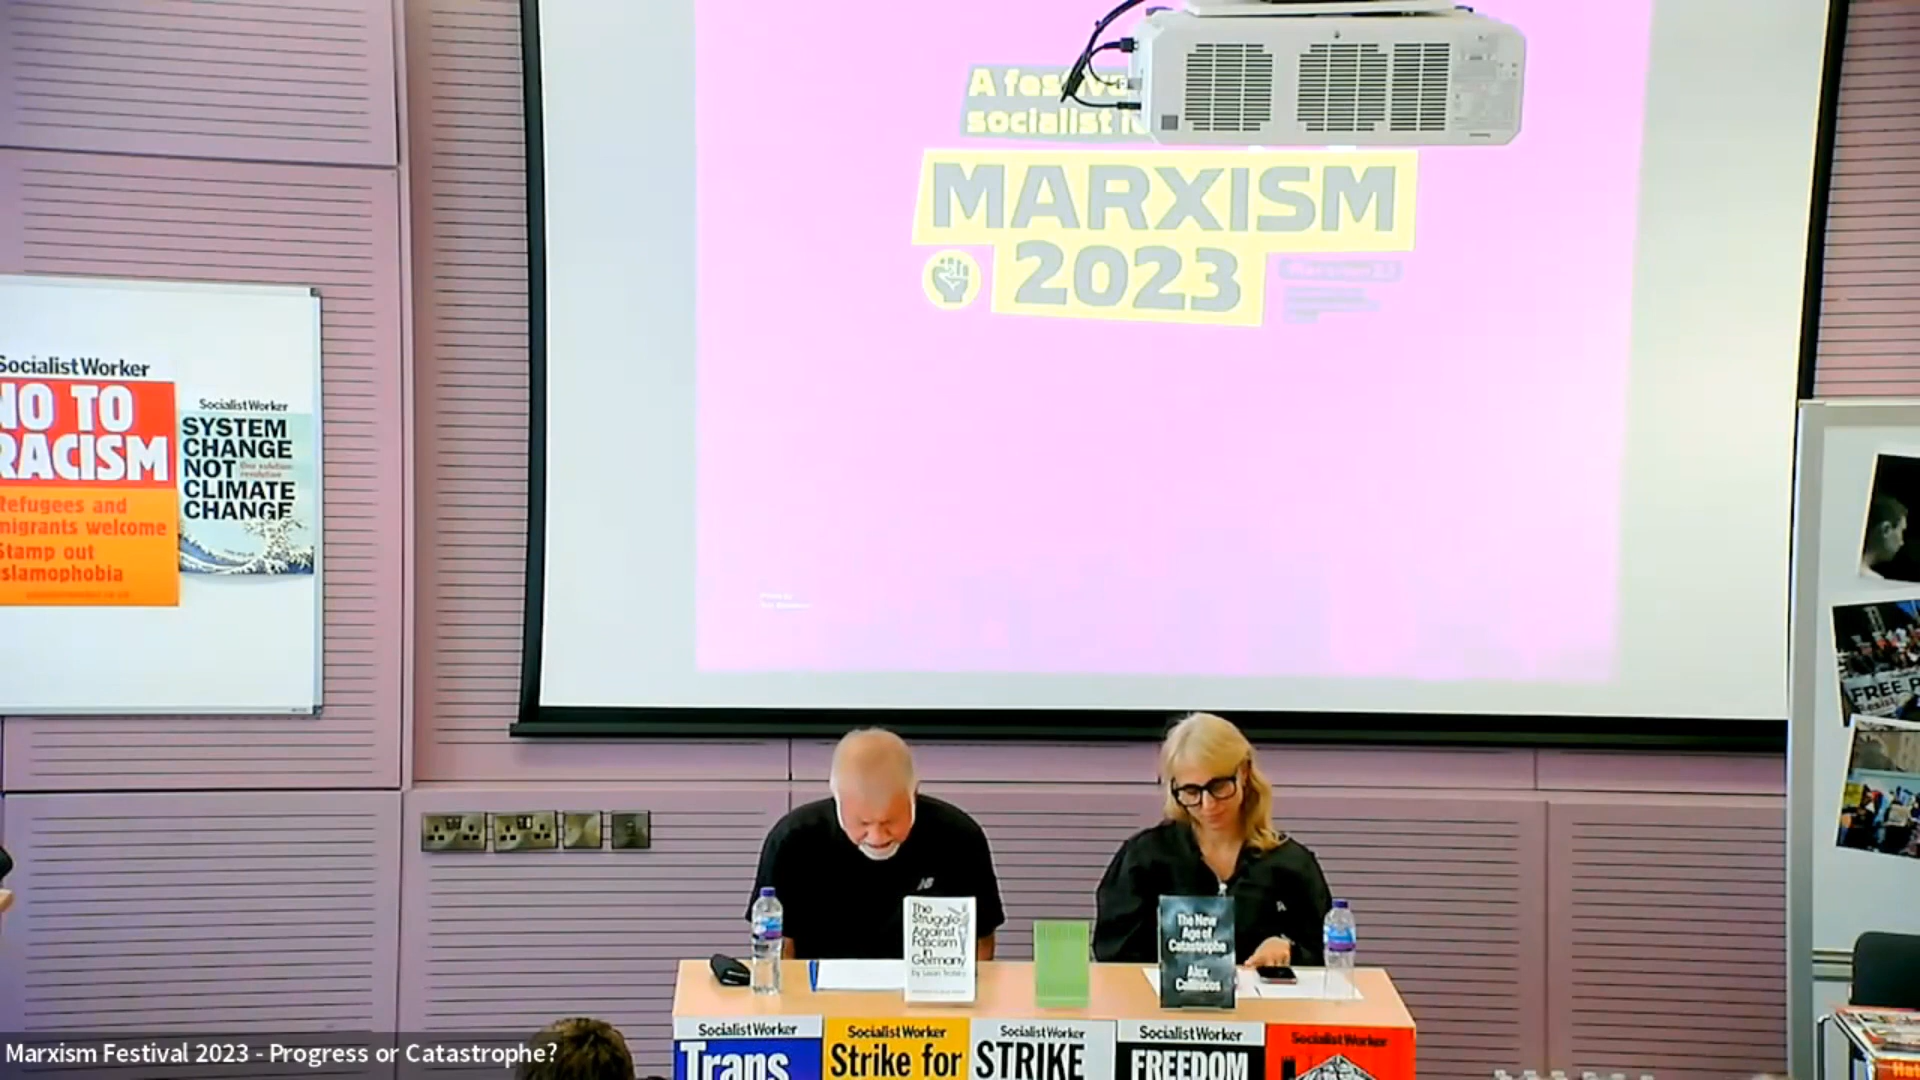 A festival
socialist i
MARXISM
2023
Socialist Worker
NO TO
RACISM
Refugees and
migrants welcome
Stamp out
Islamophobia
Socialist Worker
SYSTEM
CHANGE
NOT
CLIMATE
CHANGE
FREE P
Resist
The
Struggle
Against
Fascism
in
Germany
by Leon Trotsky
The New
Age of
Catastrophe
Alex
Callinicos
Socialist Worker
Trans
Socialist Worker
Strike for
Socialist Worker
STRIKE
Socialist Worker
FREEDOM
Socialist Worker
Marxism Festival 2023 - Progress or Catastrophe?